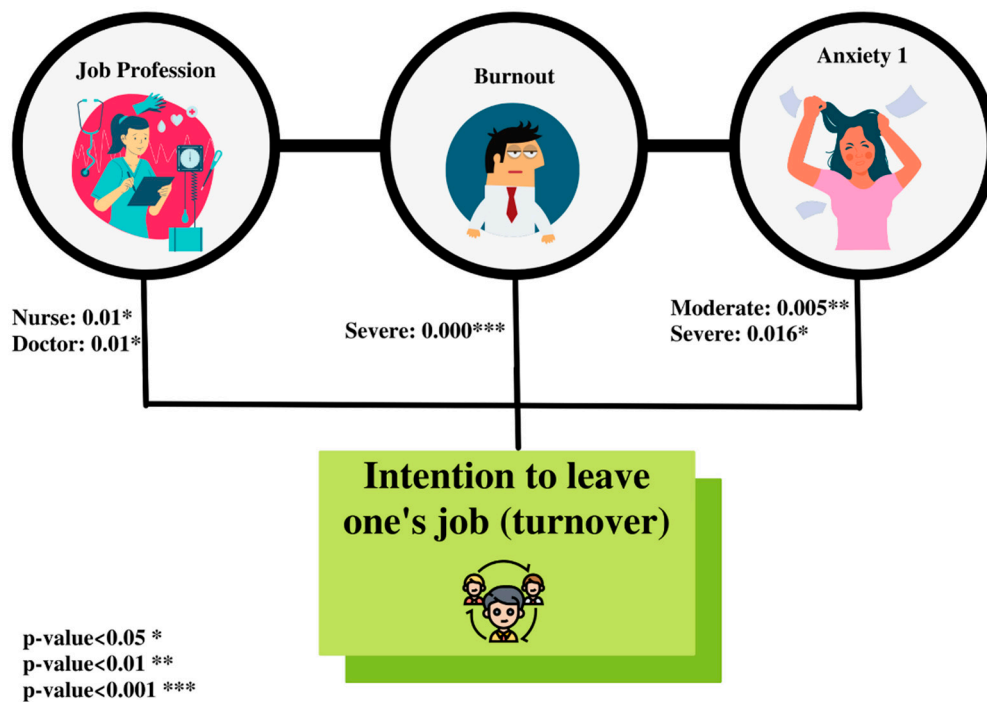 Job Profession
Burnout
Anxiety 1
Nurse: 0.01*
Doctor: 0.01*
Severe: 0.000***
Moderate: 0.005**
Severe: 0.016*
Intention to leave
one's job (turnover)
p-value<0.05 *
p-value<0.01 **
p-value<0.001 ***